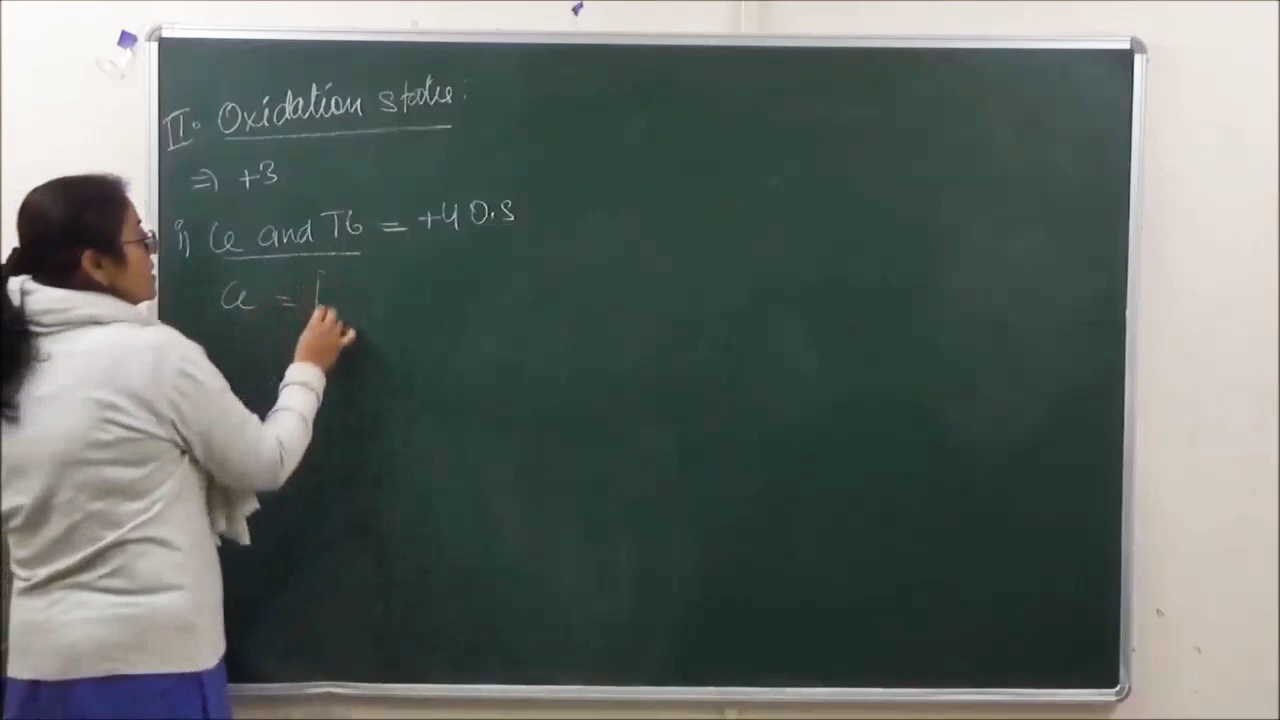 II. Oxidation states:
⇒ +3
i) Ce and Tb = +4 O.S
Ce = [